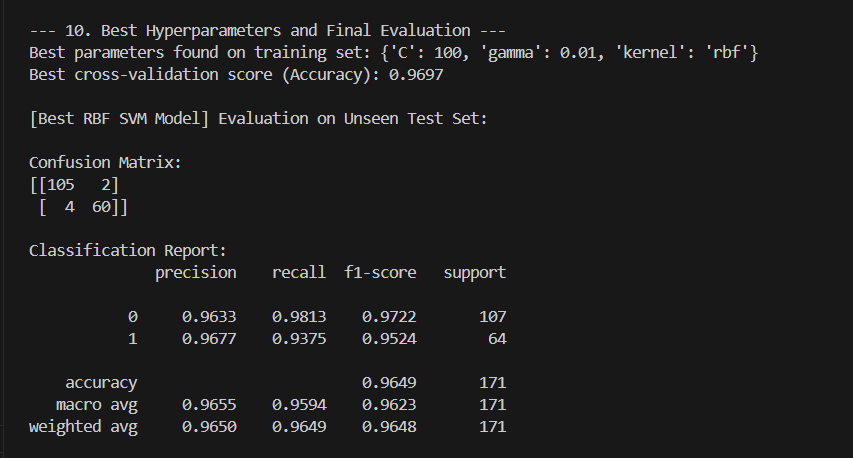 --- 10. Best Hyperparameters and Final Evaluation ---
Best parameters found on training set: {'C': 100, 'gamma': 0.01, 'kernel': 'rbf'}
Best cross-validation score (Accuracy): 0.9697

[Best RBF SVM Model] Evaluation on Unseen Test Set:

Confusion Matrix:
[[105   2]
 [  4  60]]

Classification Report:
              precision    recall  f1-score   support

           0     0.9633    0.9813    0.9722       107
           1     0.9677    0.9375    0.9524        64

    accuracy                         0.9649       171
   macro avg     0.9655    0.9594    0.9623       171
weighted avg     0.9650    0.9649    0.9648       171